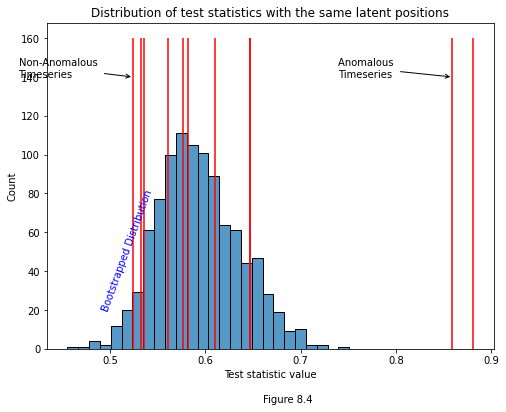 Distribution of test statistics with the same latent positions
160
140
120
100
80
60
40
20
0
Count
Non-Anomalous
Timeseries
Anomalous
Timeseries
Bootstrapped Distribution
0.5
0.6
0.7
0.8
0.9
Test statistic value
Figure 8.4